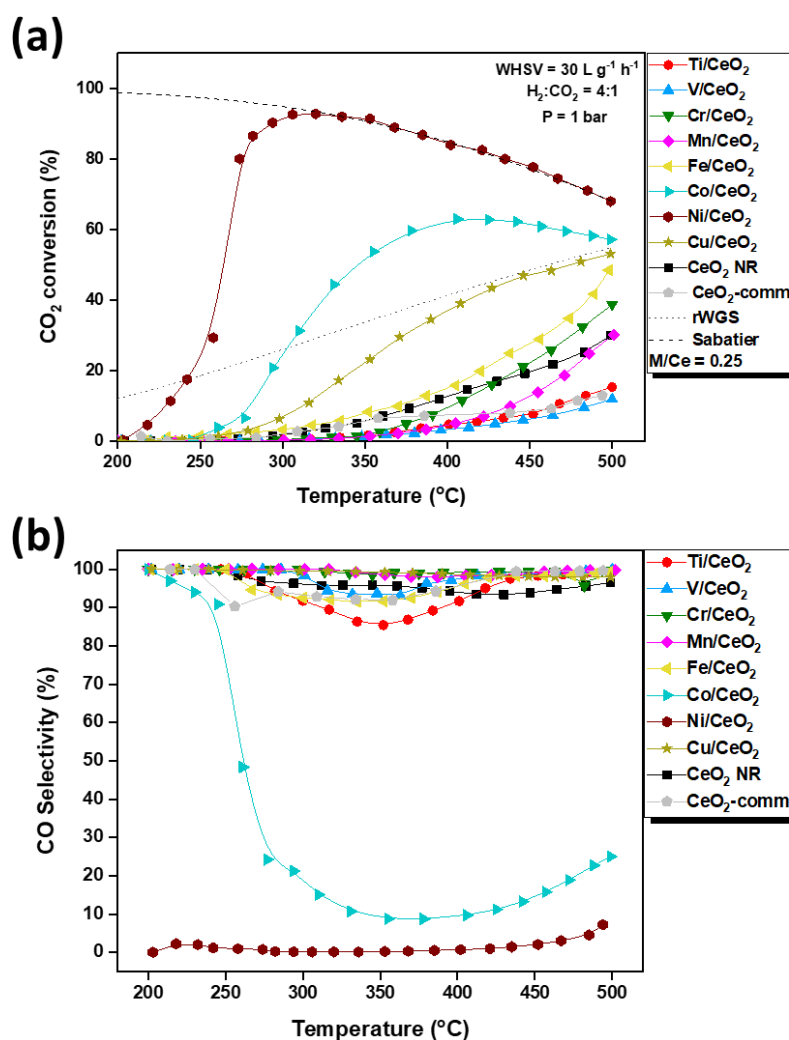 (a)
WHSV = 30 L g⁻¹ h⁻¹
H₂:CO₂ = 4:1
P = 1 bar
100
80
60
40
20
0
CO₂ conversion (%)
200 250 300 350 400 450 500
Temperature (°C)
Ti/CeO₂
V/CeO₂
Cr/CeO₂
Mn/CeO₂
Fe/CeO₂
Co/CeO₂
Ni/CeO₂
Cu/CeO₂
CeO₂ NR
CeO₂-comm
rWGS
Sabatier
M/Ce = 0.25
(b)
100
90
80
70
60
50
40
30
20
10
0
CO Selectivity (%)
200 250 300 350 400 450 500
Temperature (°C)
Ti/CeO₂
V/CeO₂
Cr/CeO₂
Mn/CeO₂
Fe/CeO₂
Co/CeO₂
Ni/CeO₂
Cu/CeO₂
CeO₂ NR
CeO₂-comm